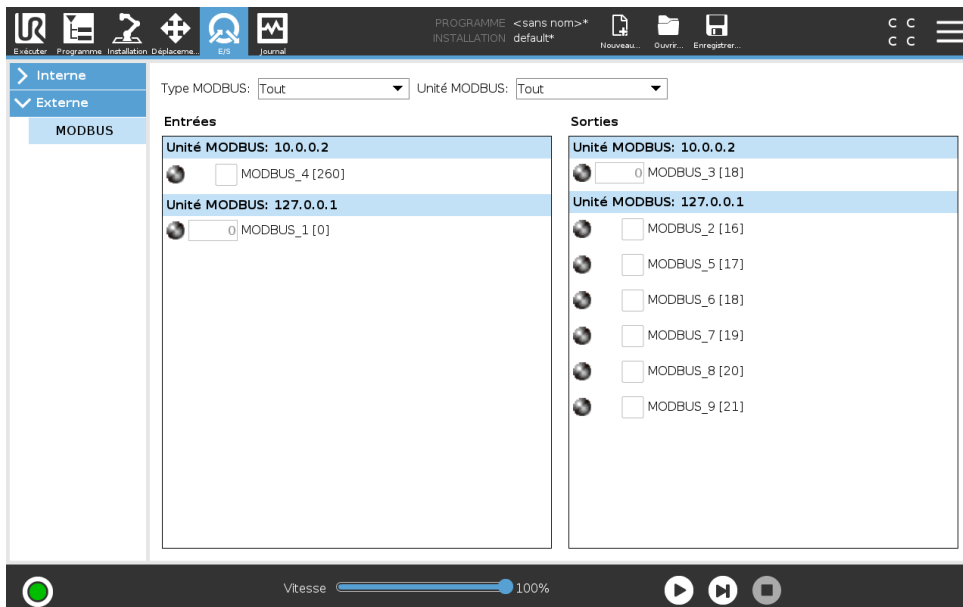 UR
PROGRAMME <sans nom>*
INSTALLATION default*
C C
C C
Exécuter Programme Installation Déplaceme... E/S Journal Nouveau... Ouvrir... Enregistrer...
Interne
Externe
MODBUS
Type MODBUS: Tout Unité MODBUS: Tout
Entrées
Unité MODBUS: 10.0.0.2
MODBUS_4 [260]
Unité MODBUS: 127.0.0.1
0 MODBUS_1 [0]
Sorties
Unité MODBUS: 10.0.0.2
0 MODBUS_3 [18]
Unité MODBUS: 127.0.0.1
MODBUS_2 [16]
MODBUS_5 [17]
MODBUS_6 [18]
MODBUS_7 [19]
MODBUS_8 [20]
MODBUS_9 [21]
Vitesse 100%